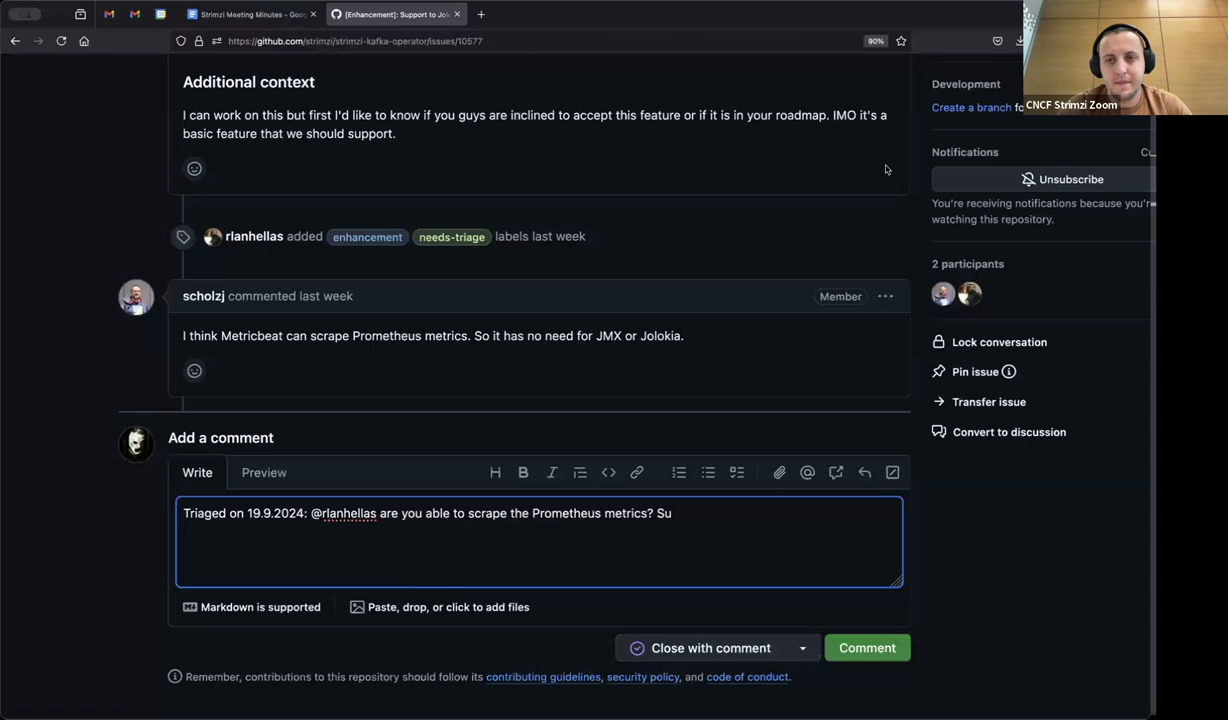 Strimzi Meeting Minutes - Goo
[Enhancement]: Support to Jol
https://github.com/strimzi/strimzi-kafka-operator/issues/10577
90%
CNCF Strimzi Zoom
Additional context
I can work on this but first I'd like to know if you guys are inclined to accept this feature or if it is in your roadmap. IMO it's a
basic feature that we should support.
rlanhellas added enhancement needs-triage labels last week
scholzj commented last week
Member
I think Metricbeat can scrape Prometheus metrics. So it has no need for JMX or Jolokia.
Add a comment
Write
Preview
Triaged on 19.9.2024: @rlanhellas are you able to scrape the Prometheus metrics? Su
Markdown is supported
Paste, drop, or click to add files
Close with comment
Comment
Remember, contributions to this repository should follow its contributing guidelines, security policy, and code of conduct.
Development
Create a branch fo
Notifications
Cu
Unsubscribe
You're receiving notifications because you're
watching this repository.
2 participants
Lock conversation
Pin issue
Transfer issue
Convert to discussion